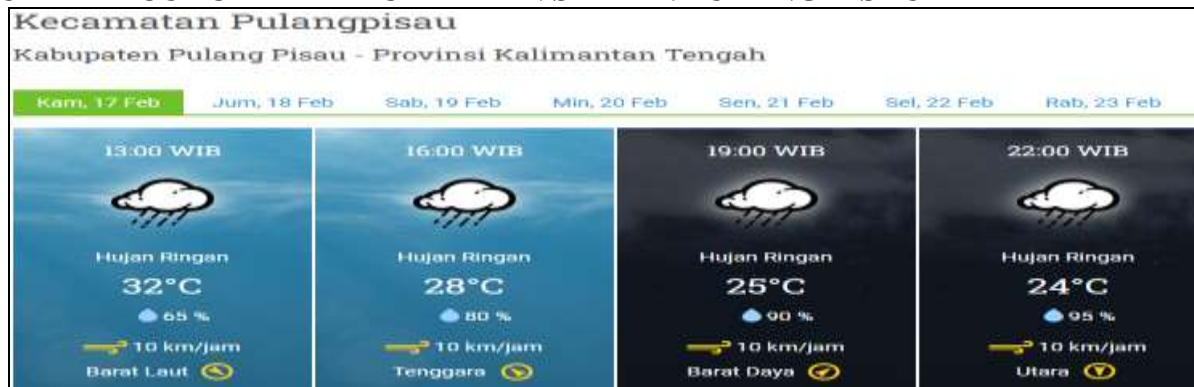 Kecamatan Pulangpisau
Kabupaten Pulang Pisau - Provinsi Kalimantan Tengah
Kam, 17 Feb Jum, 18 Feb Sab, 19 Feb Min, 20 Feb Sen, 21 Feb Sel, 22 Feb Rab, 23 Feb
13:00 WIB 16:00 WIB 19:00 WIB 22:00 WIB
Hujan Ringan Hujan Ringan Hujan Ringan Hujan Ringan
32°C 28°C 25°C 24°C
65 % 80 % 90 % 95 %
10 km/jam 10 km/jam 10 km/jam 10 km/jam
Barat Laut Tenggara Barat Daya Utara